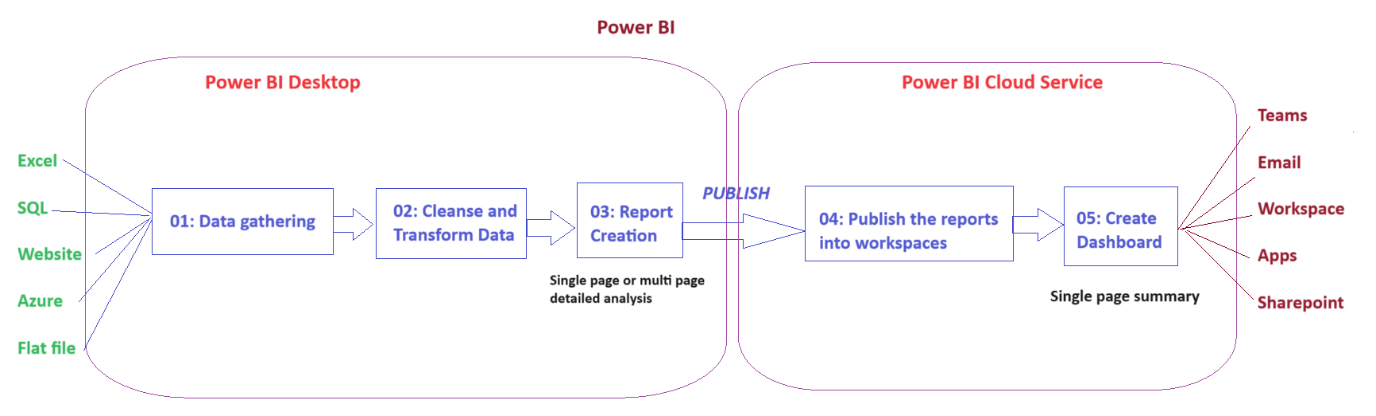 Power BI
Power BI Desktop
Power BI Cloud Service
Excel
SQL
Website
Azure
Flat file
01: Data gathering
02: Cleanse and
Transform Data
03: Report
Creation
Single page or multi page
detailed analysis
PUBLISH
04: Publish the reports
into workspaces
05: Create
Dashboard
Single page summary
Teams
Email
Workspace
Apps
Sharepoint